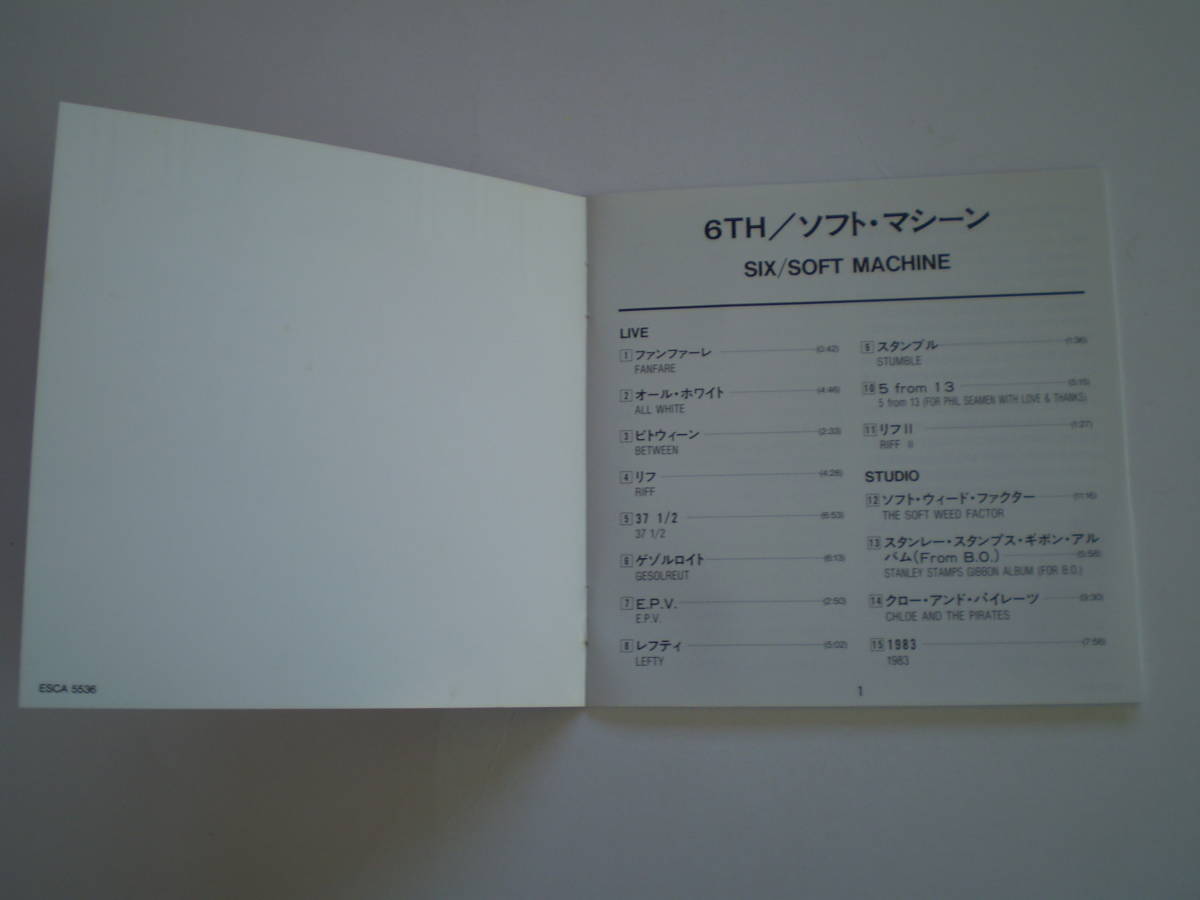 ESCA 5536
6TH／ソフト・マシーン
SIX/SOFT MACHINE
LIVE
1 ファンファーレ (0:42)
FANFARE
2 オール・ホワイト (4:46)
ALL WHITE
3 ビトウィーン (2:33)
BETWEEN
4 リフ (4:28)
RIFF
5 37 1/2 (6:53)
37 1/2
6 ゲゾルロイト (6:13)
GESOLREUT
7 E.P.V. (2:50)
E.P.V.
8 レフティ (5:02)
LEFTY
9 スタンブル (1:36)
STUMBLE
10 5 from 13 (5:15)
5 from 13 (FOR PHIL SEAMEN WITH LOVE & THANKS)
11 リフII (1:27)
RIFF II
STUDIO
12 ソフト・ウィード・ファクター (11:16)
THE SOFT WEED FACTOR
13 スタンレー・スタンプス・ギボン・アル
バム(From B.O.) (5:58)
STANLEY STAMPS GIBBON ALBUM (FOR B.O.)
14 クロー・アンド・パイレーツ (9:30)
CHLOE AND THE PIRATES
15 1983 (7:56)
1983
1